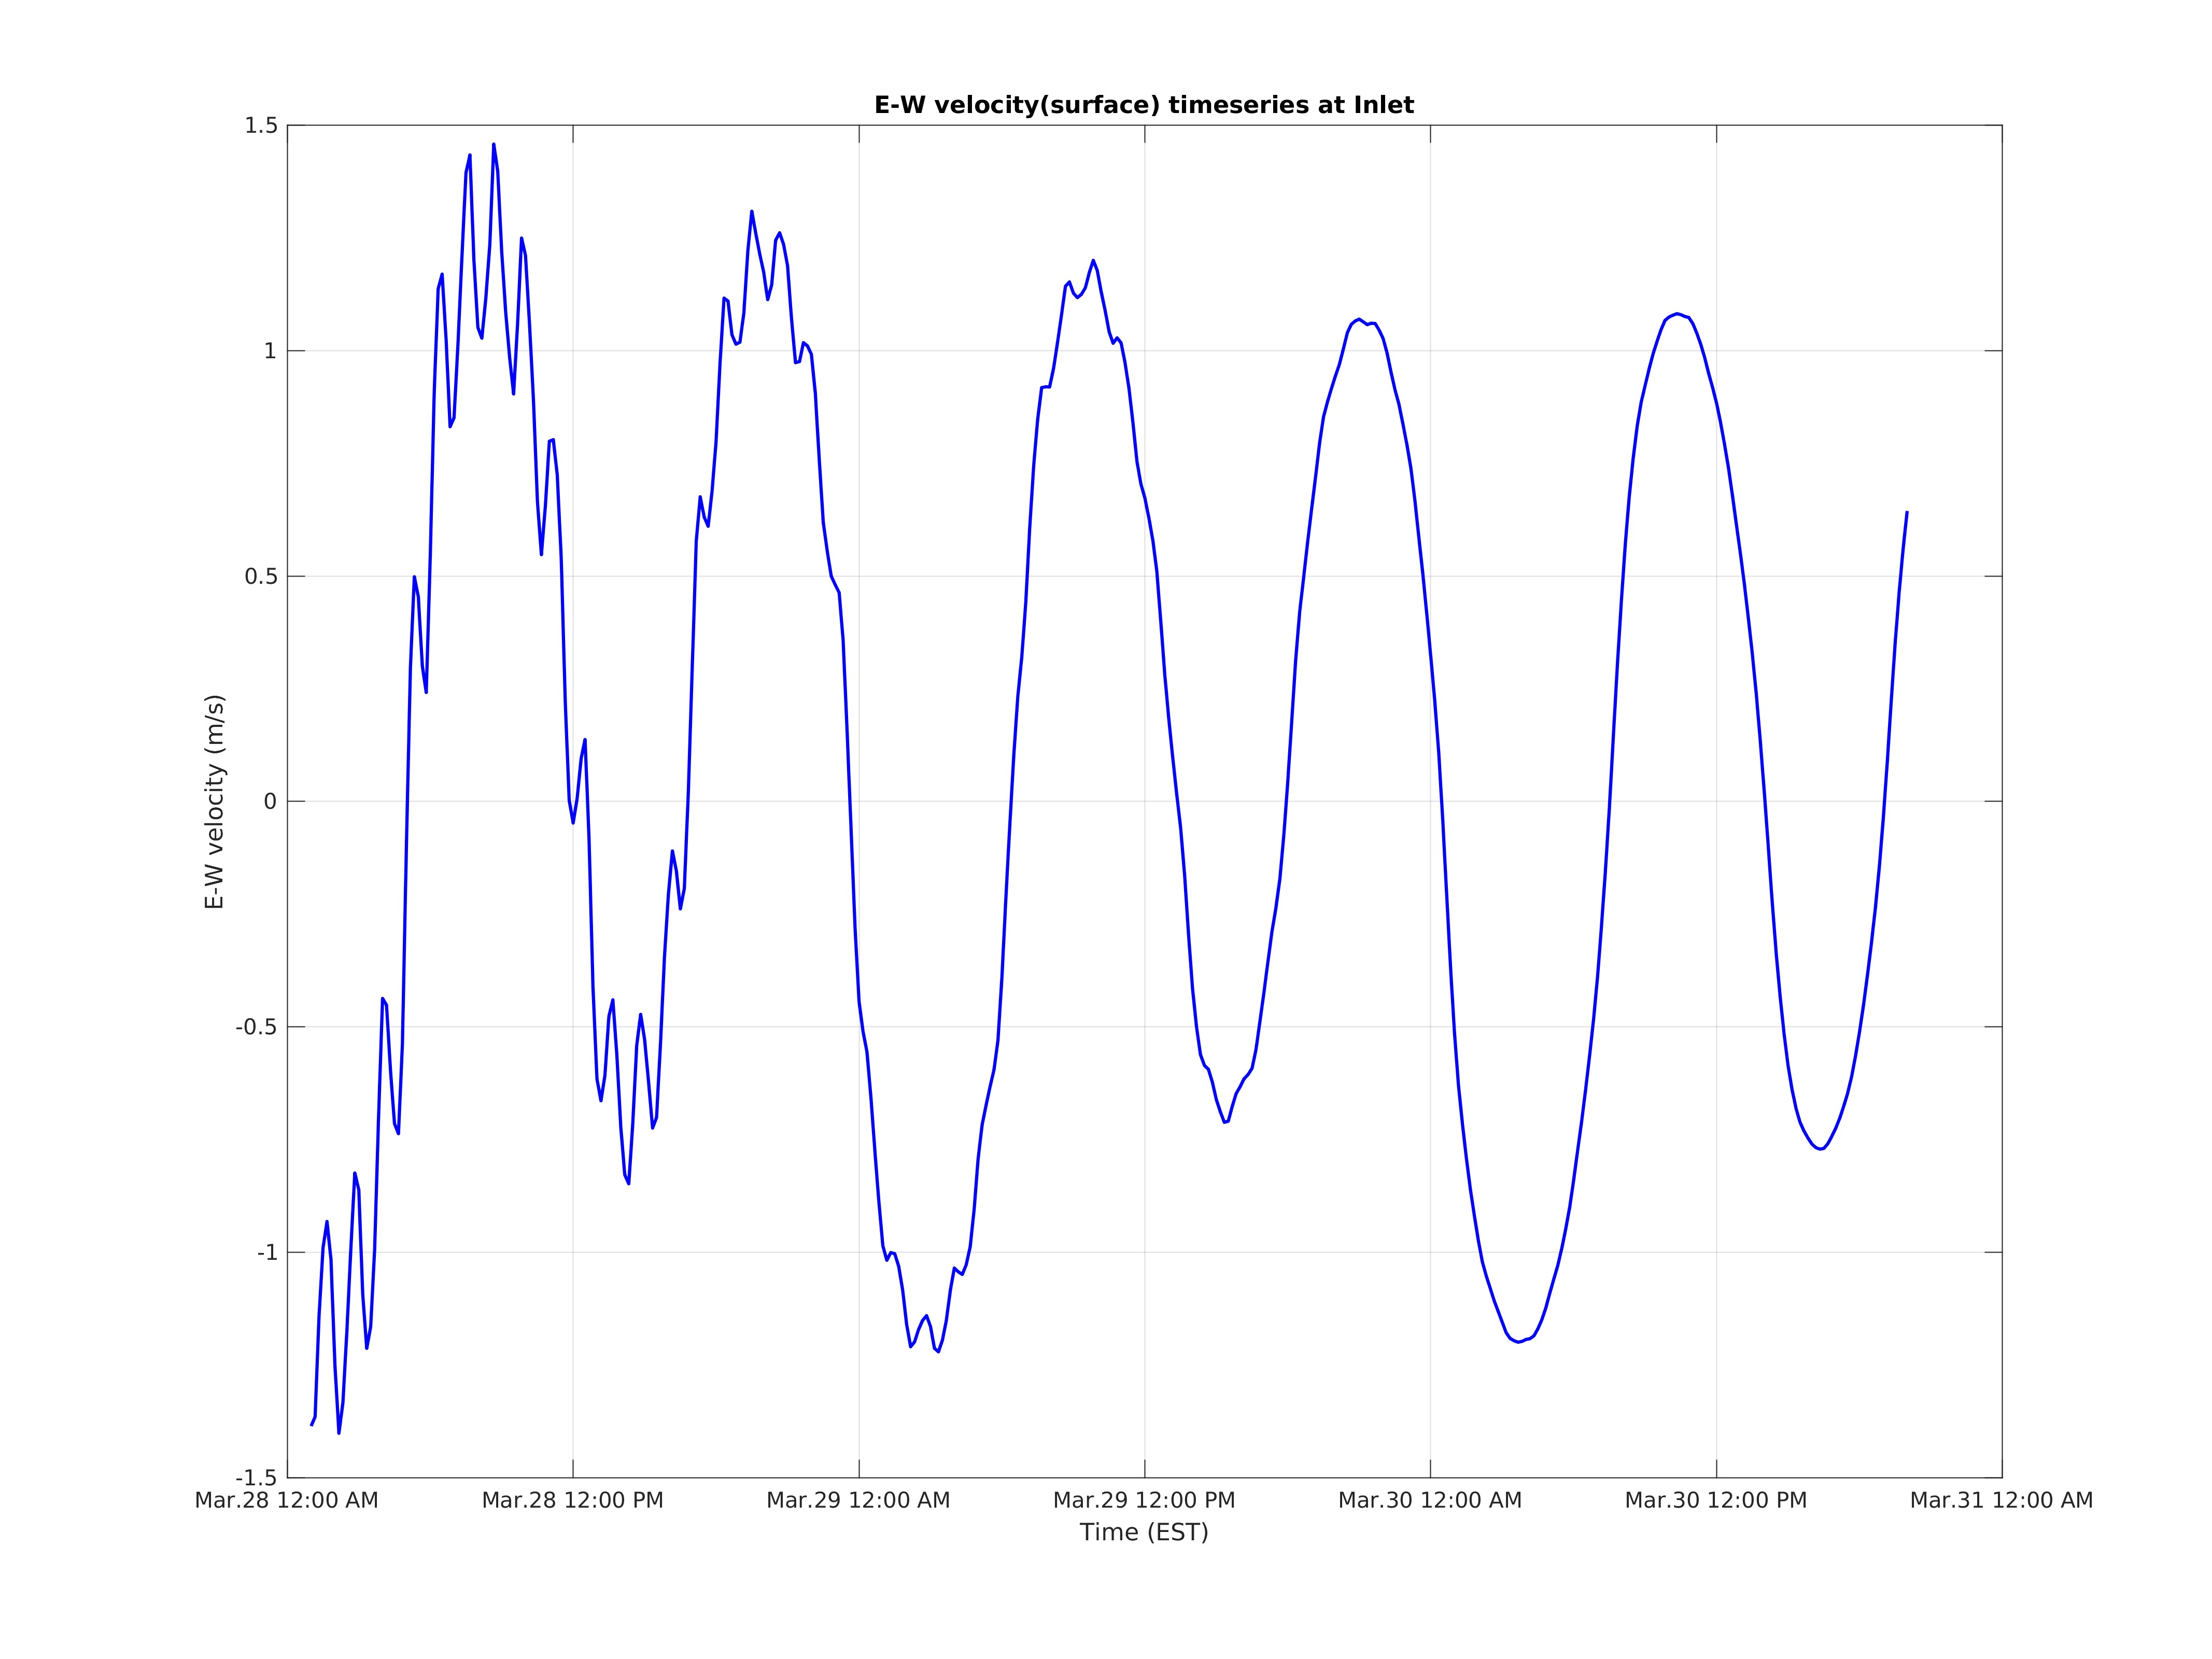 E-W velocity(surface) timeseries at Inlet
1.5
1
0.5
0
-0.5
-1
-1.5
E-W velocity (m/s)
Mar.28 12:00 AM Mar.28 12:00 PM Mar.29 12:00 AM Mar.29 12:00 PM Mar.30 12:00 AM Mar.30 12:00 PM Mar.31 12:00 AM
Time (EST)